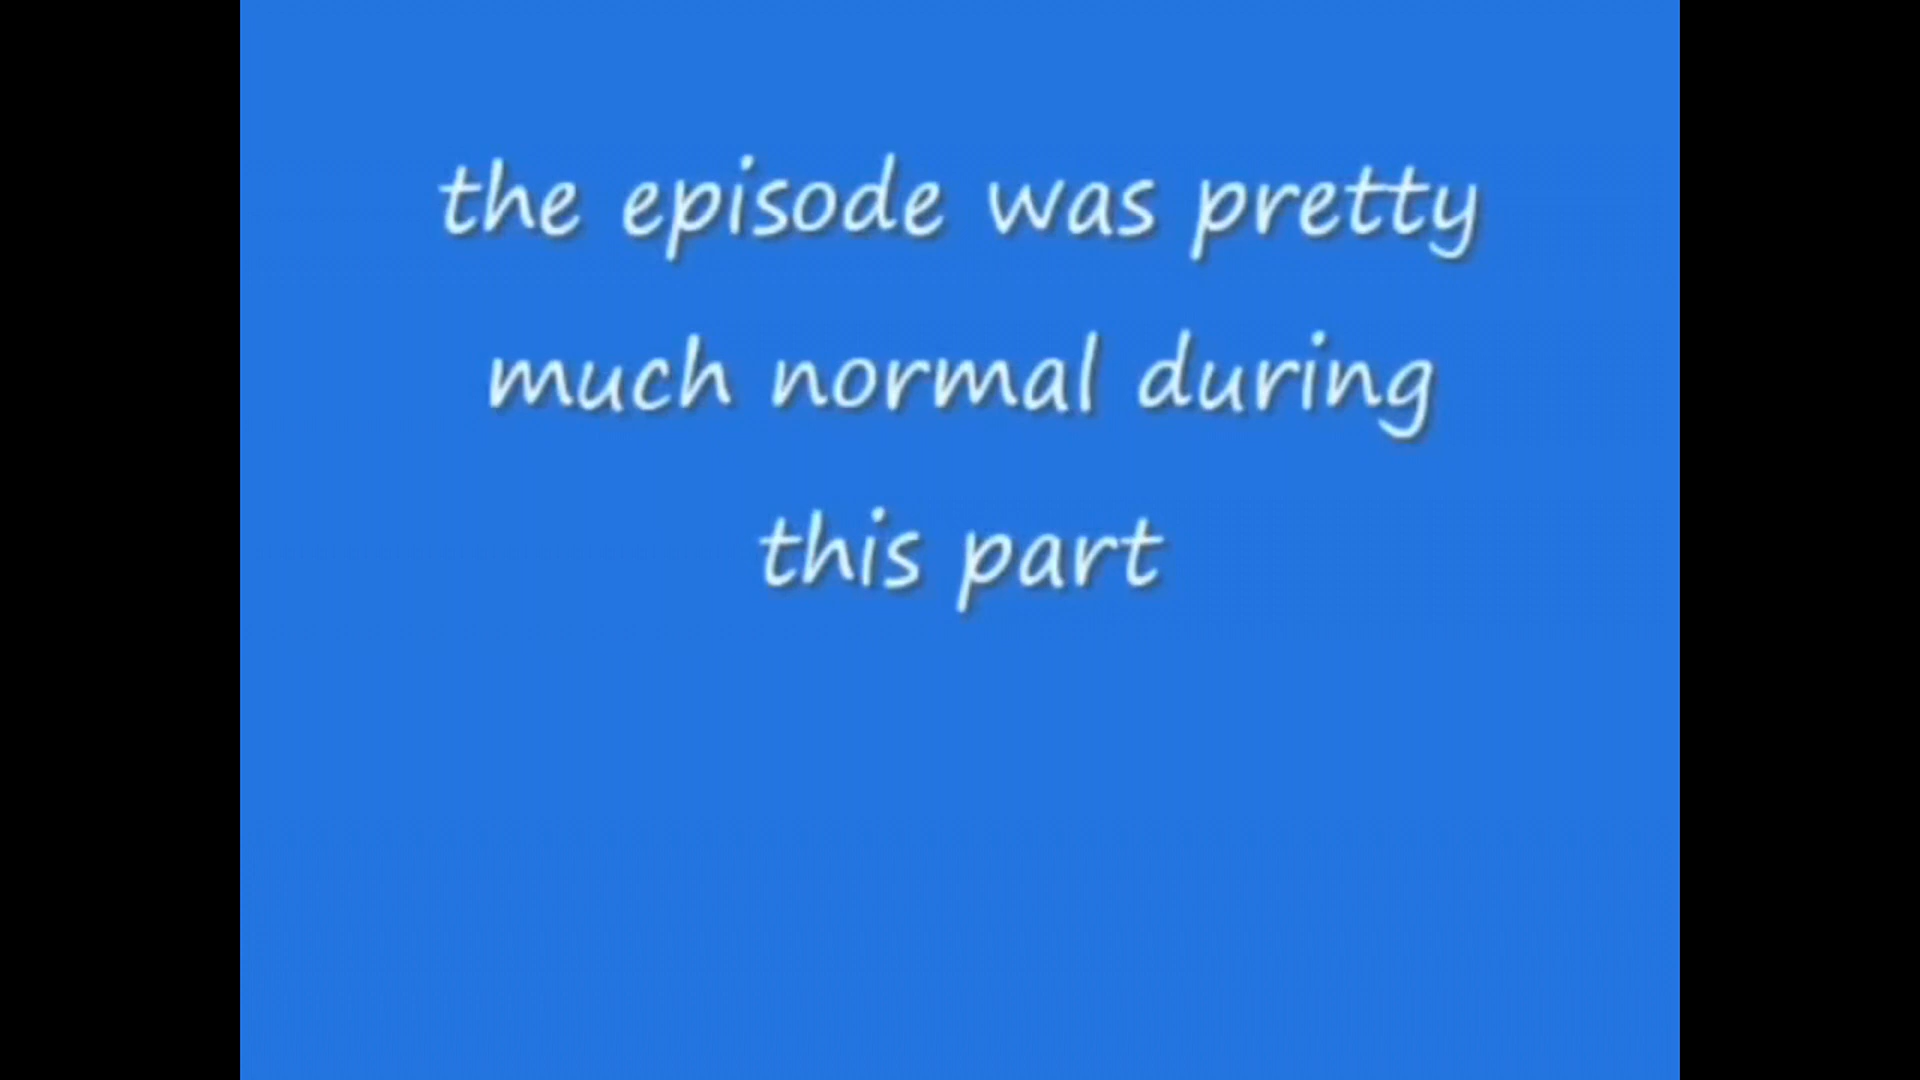 the episode was pretty
much normal during
this part